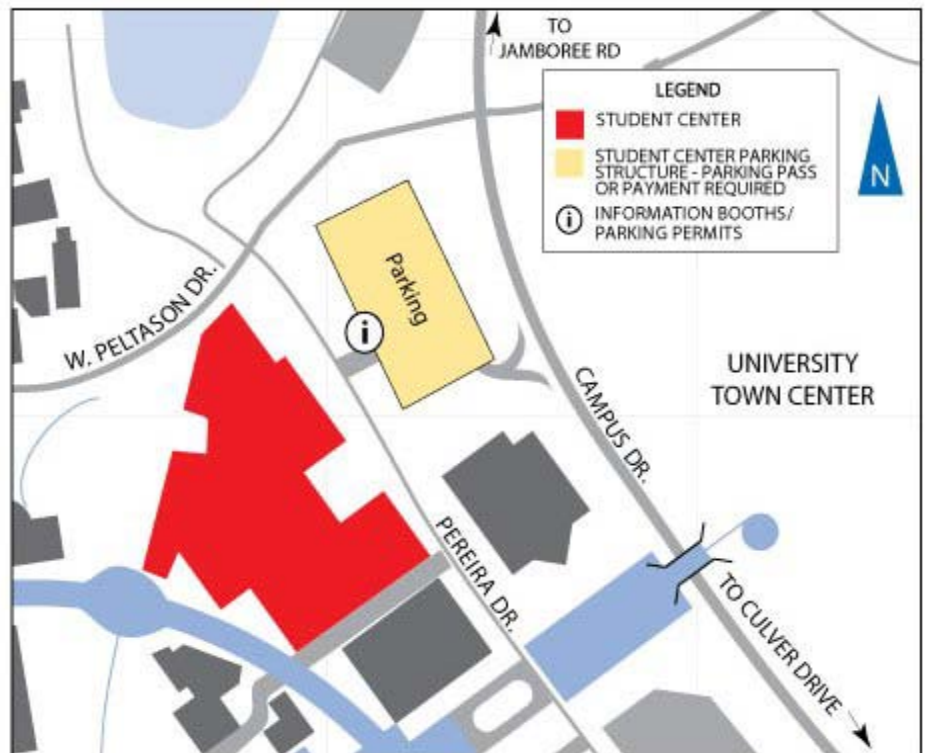 TO
JAMBOREE RD
LEGEND
STUDENT CENTER
STUDENT CENTER PARKING
STRUCTURE - PARKING PASS
OR PAYMENT REQUIRED
i INFORMATION BOOTHS/
PARKING PERMITS
N
Parking
i
W. PELTASON DR.
UNIVERSITY
TOWN CENTER
CAMPUS DR.
PEREIRA DR.
TO CULVER DRIVE